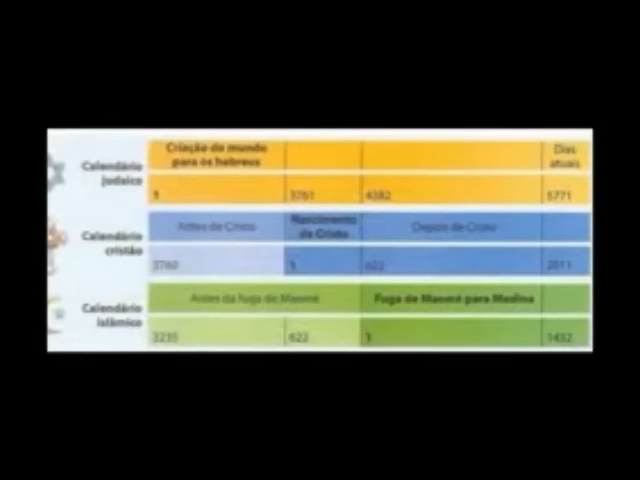 Criação do mundo
para os hebreus
Dias
atuais
Calendário
judaico
1 3761 4382 5771
Antes de Cristo
Nascimento
de Cristo
Depois de Cristo
Calendário
cristão
3760 1 622 2011
Antes da fuga de Maomé
Fuga de Maomé para Medina
Calendário
islâmico
3235 622 1 1432